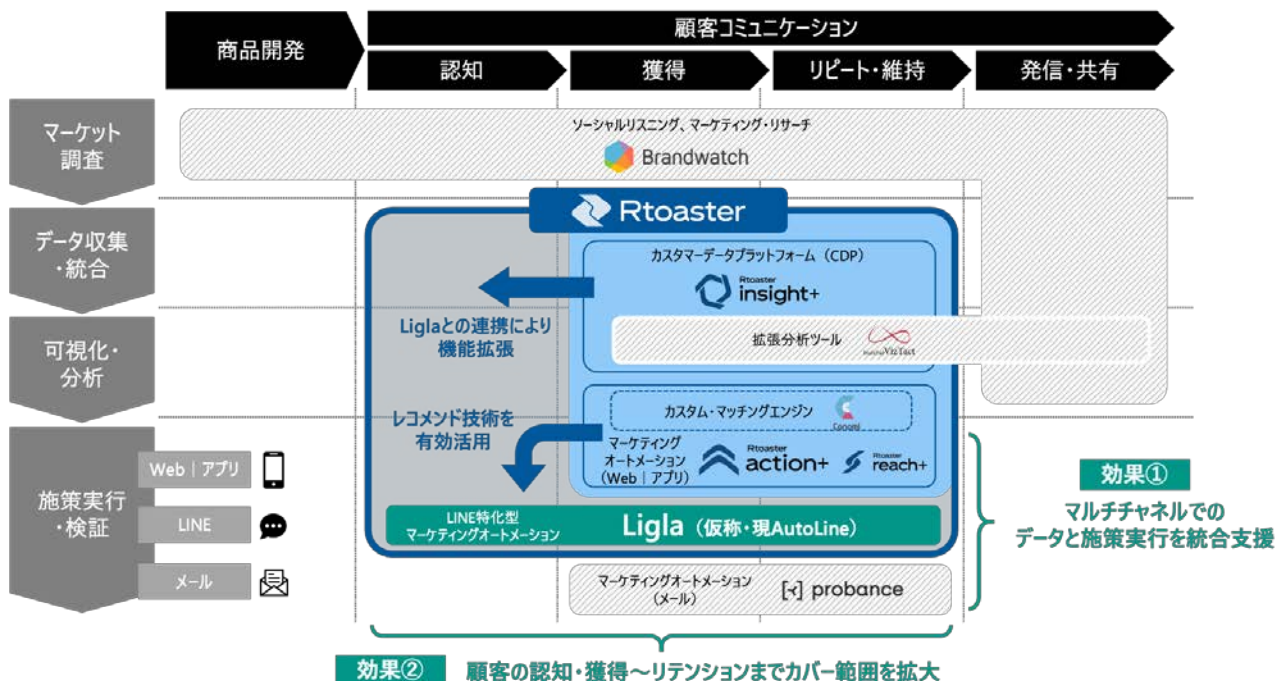 商品開発
顧客コミュニケーション
認知
獲得
リピート・維持
発信・共有
マーケット
調査
ソーシャルリスニング、マーケティング・リサーチ
Brandwatch
Rtoaster
データ収集
・統合
カスタマーデータプラットフォーム（CDP）
Rtoaster
insight+
Liglaとの連携により
機能拡張
可視化・
分析
拡張分析ツール
VizTact
レコメンド技術を
有効活用
カスタム・マッチングエンジン
Conomi
マーケティング
オートメーション
（Web｜アプリ）
Rtoaster
action+
Rtoaster
reach+
施策実行
・検証
Web｜アプリ
LINE
メール
LINE特化型
マーケティングオートメーション
Ligla（仮称・現AutoLine）
マーケティングオートメーション
（メール）
probance
効果①
マルチチャネルでの
データと施策実行を統合支援
効果②
顧客の認知・獲得～リテンションまでカバー範囲を拡大